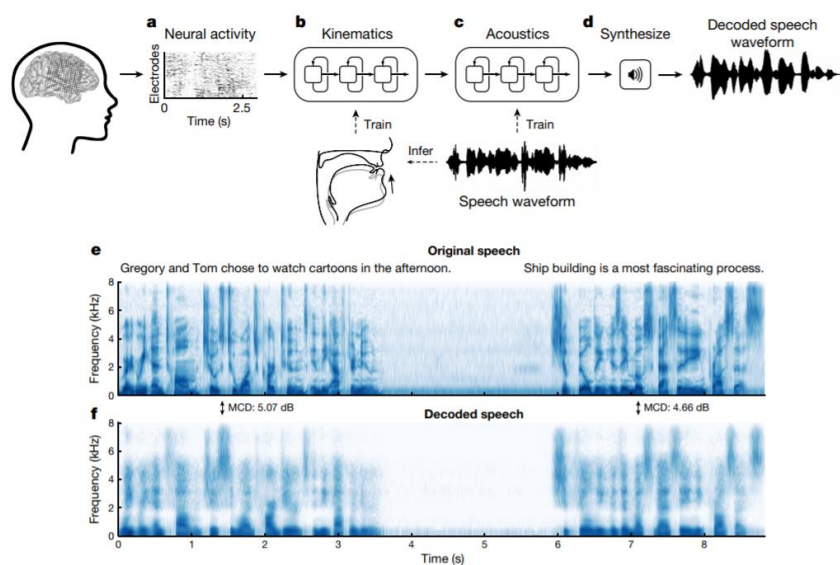 a Neural activity
Electrodes
0 2.5
Time (s)
b Kinematics
c Acoustics
d Synthesize
Decoded speech
waveform
Train
Infer
Train
Speech waveform
e Original speech
Gregory and Tom chose to watch cartoons in the afternoon. Ship building is a most fascinating process.
Frequency (kHz)
8
6
4
2
0
MCD: 5.07 dB MCD: 4.66 dB
f Decoded speech
Frequency (kHz)
8
6
4
2
0
0 1 2 3 4 5 6 7 8
Time (s)